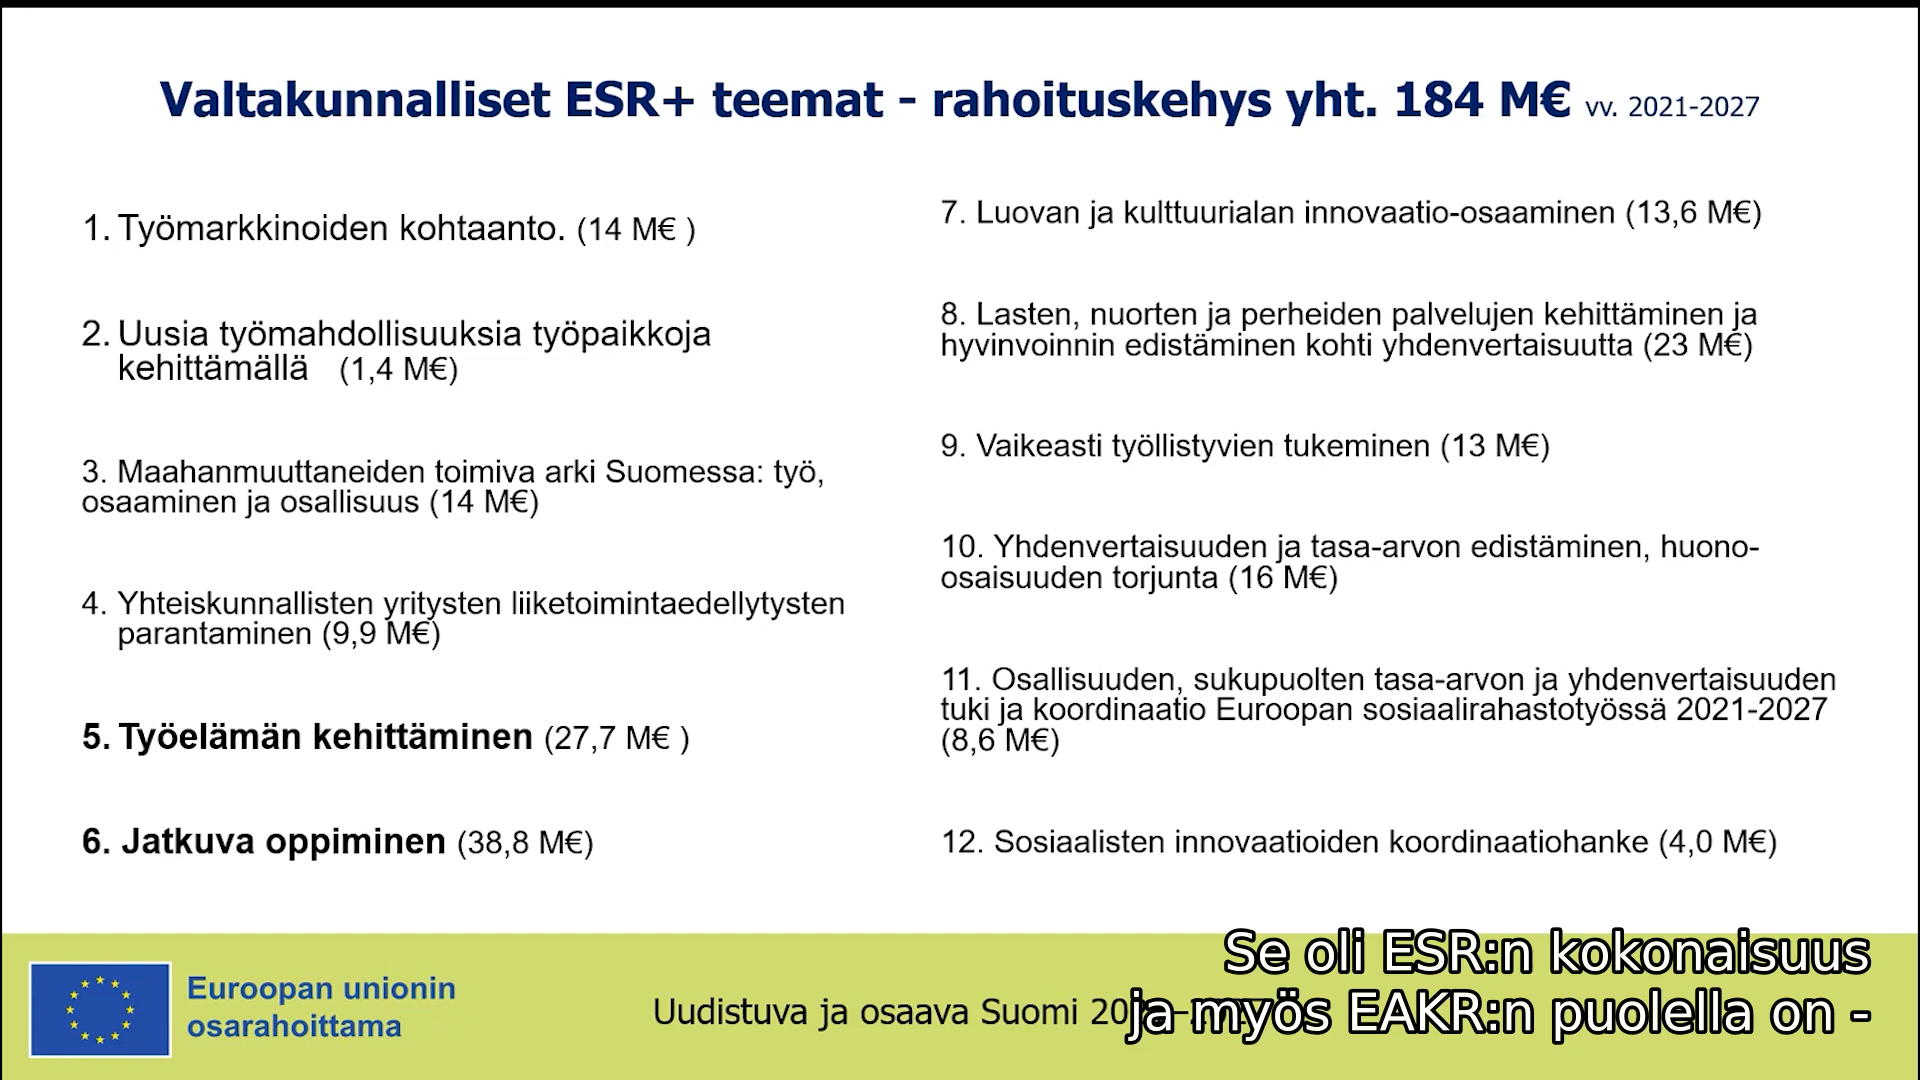 Valtakunnalliset ESR+ teemat - rahoituskehys yht. 184 M€ vv. 2021-2027
1. Työmarkkinoiden kohtaanto. (14 M€ )
2. Uusia työmahdollisuuksia työpaikkoja
kehittämällä (1,4 M€)
3. Maahanmuuttaneiden toimiva arki Suomessa: työ,
osaaminen ja osallisuus (14 M€)
4. Yhteiskunnallisten yritysten liiketoimintaedellytysten
parantaminen (9,9 M€)
5. Työelämän kehittäminen (27,7 M€ )
6. Jatkuva oppiminen (38,8 M€)
7. Luovan ja kulttuurialan innovaatio-osaaminen (13,6 M€)
8. Lasten, nuorten ja perheiden palvelujen kehittäminen ja
hyvinvoinnin edistäminen kohti yhdenvertaisuutta (23 M€)
9. Vaikeasti työllistyvien tukeminen (13 M€)
10. Yhdenvertaisuuden ja tasa-arvon edistäminen, huono-
osaisuuden torjunta (16 M€)
11. Osallisuuden, sukupuolten tasa-arvon ja yhdenvertaisuuden
tuki ja koordinaatio Euroopan sosiaalirahastotyössä 2021-2027
(8,6 M€)
12. Sosiaalisten innovaatioiden koordinaatiohanke (4,0 M€)
Euroopan unionin
osarahoittama
Uudistuva ja osaava Suomi
Se oli ESR:n kokonaisuus
ja myös EAKR:n puolella on -